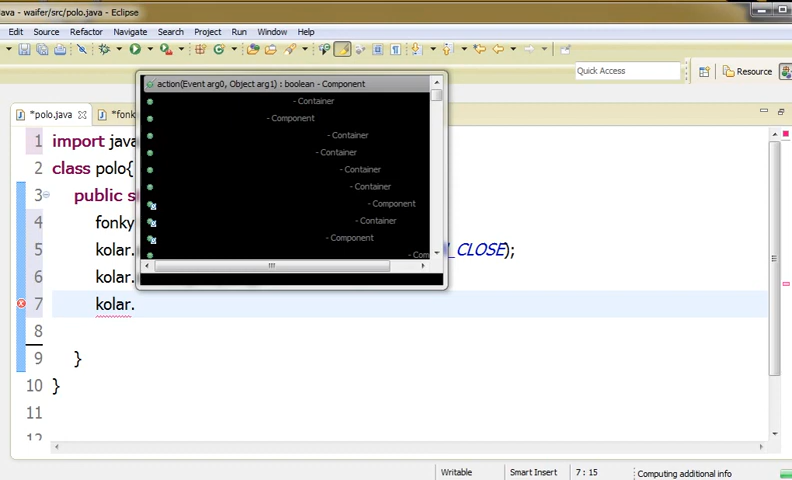 ava - waifer/src/polo.java - Eclipse
Edit Source Refactor Navigate Search Project Run Window Help
Quick Access Resource
*polo.java *fonk
action(Event arg0, Object arg1) : boolean - Component
- Container
- Component
- Container
- Container
- Container
- Container
- Component
- Container
- Component
- Com
1 import java
2 class polo{
3 public s
4 fonky
5 kolar. _CLOSE);
6 kolar.
7 kolar.
8
9 }
10 }
11
12
Writable Smart Insert 7 : 15 Computing additional info